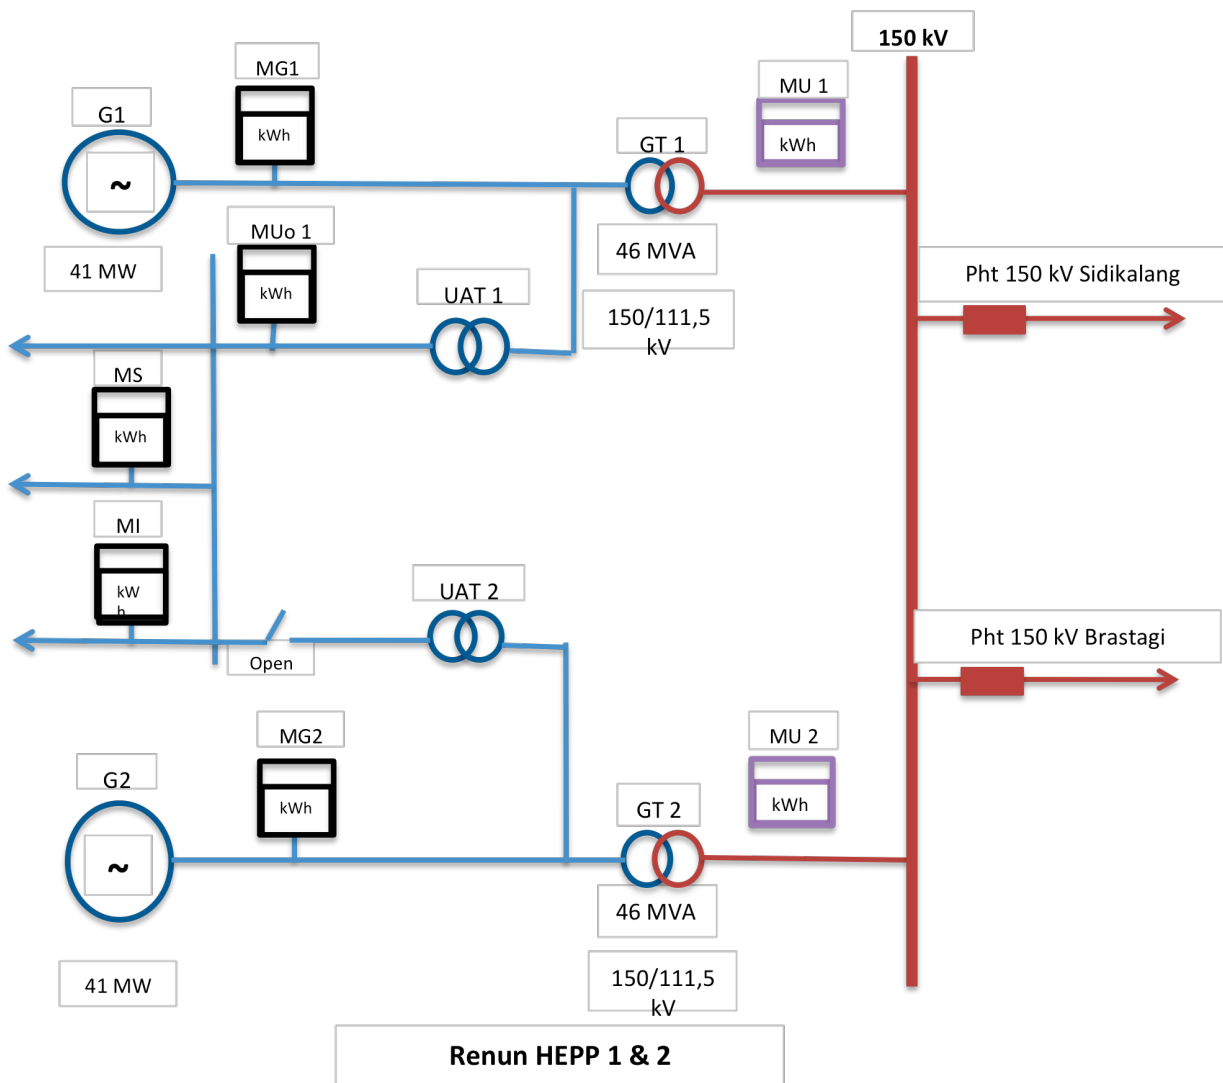 150 kV
MG1
MU 1
G1
kWh
kWh
GT 1
~
MUo 1
41 MW
kWh
46 MVA
UAT 1
150/111,5
kV
Pht 150 kV Sidikalang
MS
kWh
MI
kW
h
UAT 2
Open
Pht 150 kV Brastagi
MG2
MU 2
G2
kWh
GT 2
kWh
~
46 MVA
41 MW
150/111,5
kV
Renun HEPP 1 & 2